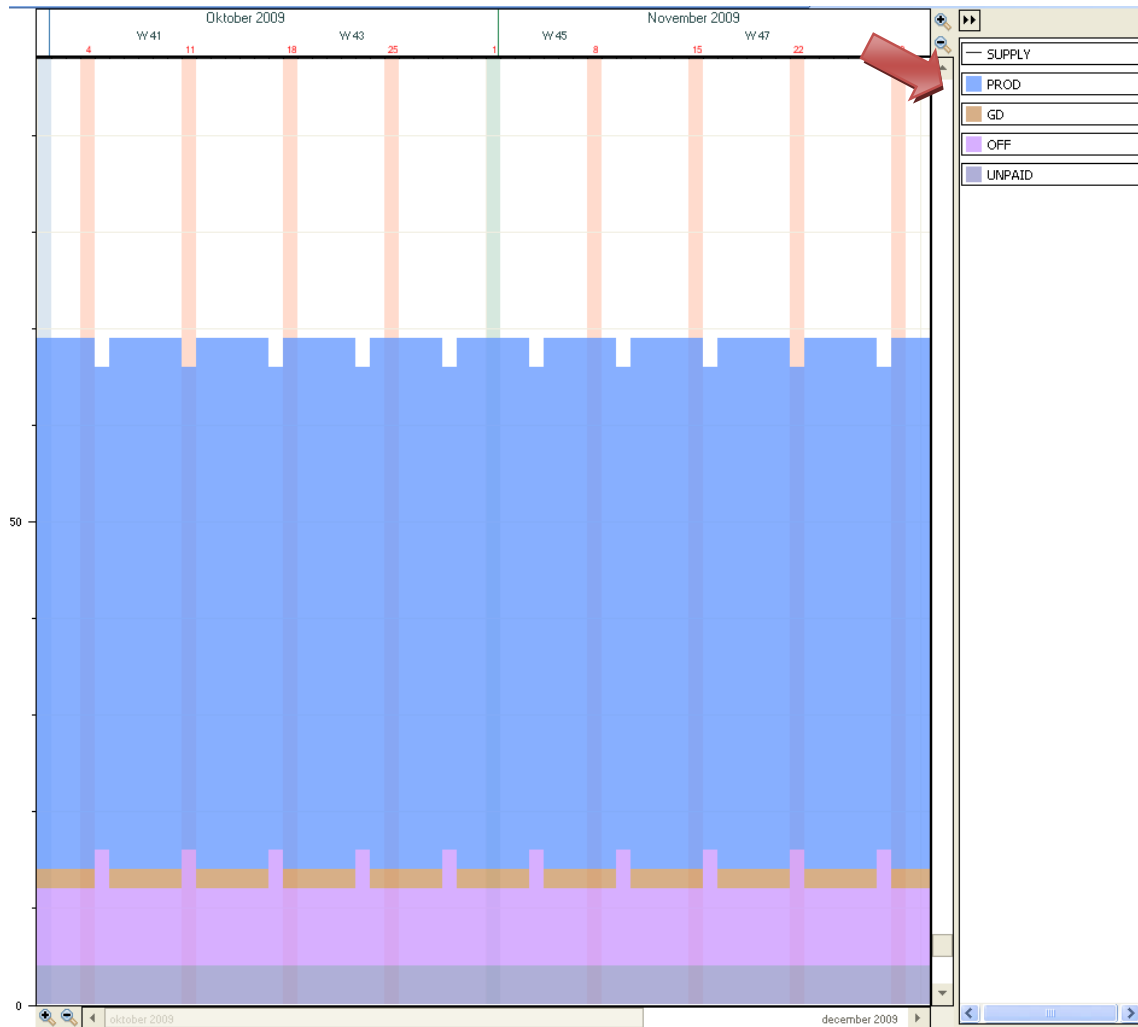 Oktober 2009 November 2009
W 41 W 43 W 45 W 47
4 11 18 25 1 8 15 22
SUPPLY
PROD
GD
OFF
UNPAID
50
0
oktober 2009 december 2009